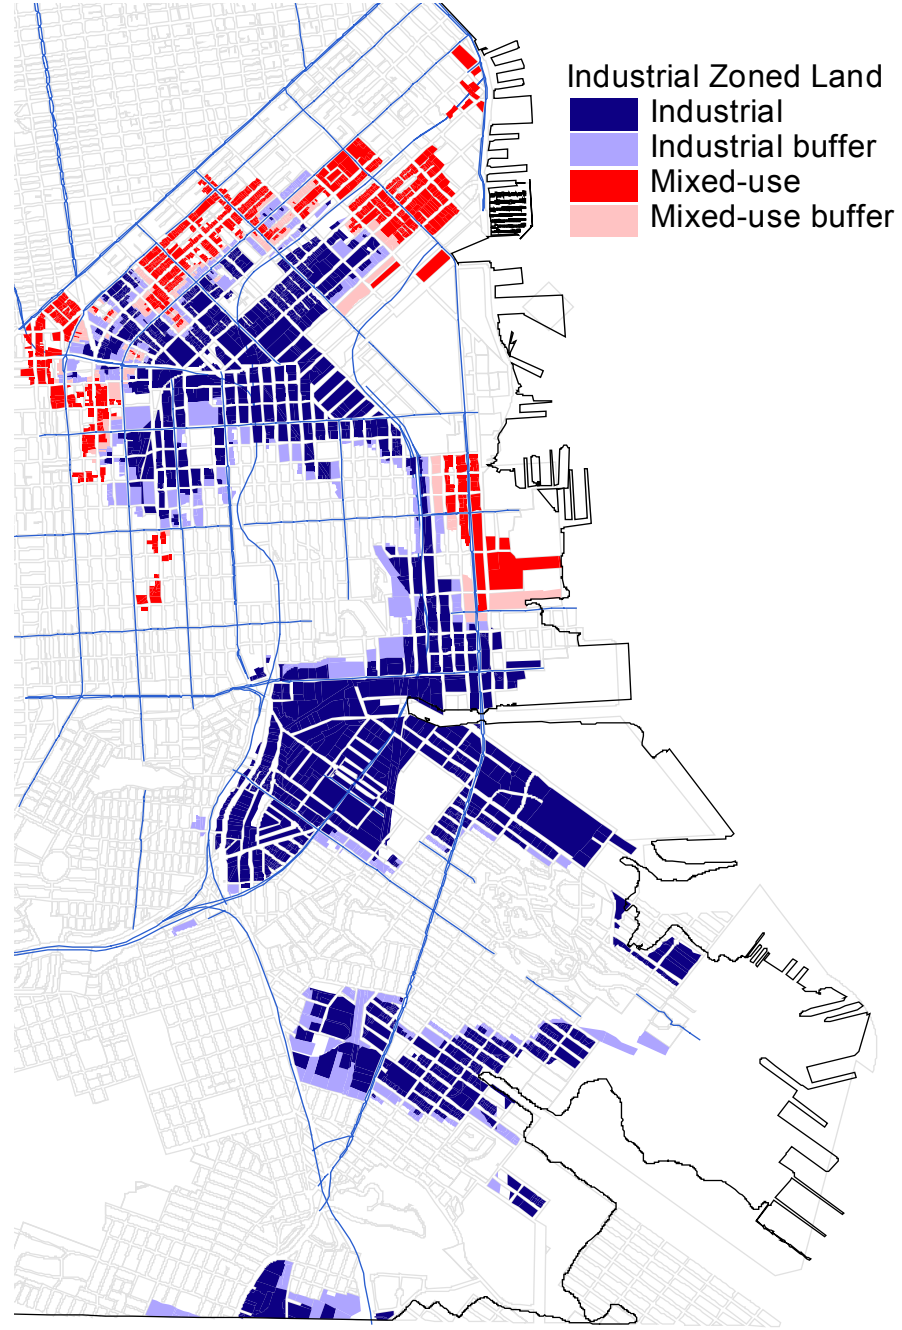 Industrial Zoned Land
Industrial
Industrial buffer
Mixed-use
Mixed-use buffer